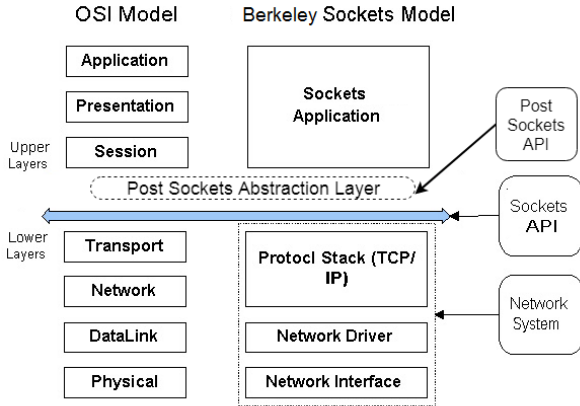 OSI Model
Berkeley Sockets Model
Application
Presentation
Session
Upper
Layers
Sockets
Application
Post
Sockets
API
Post Sockets Abstraction Layer
Sockets
API
Lower
Layers
Transport
Network
DataLink
Physical
Protocl Stack (TCP/
IP)
Network Driver
Network Interface
Network
System